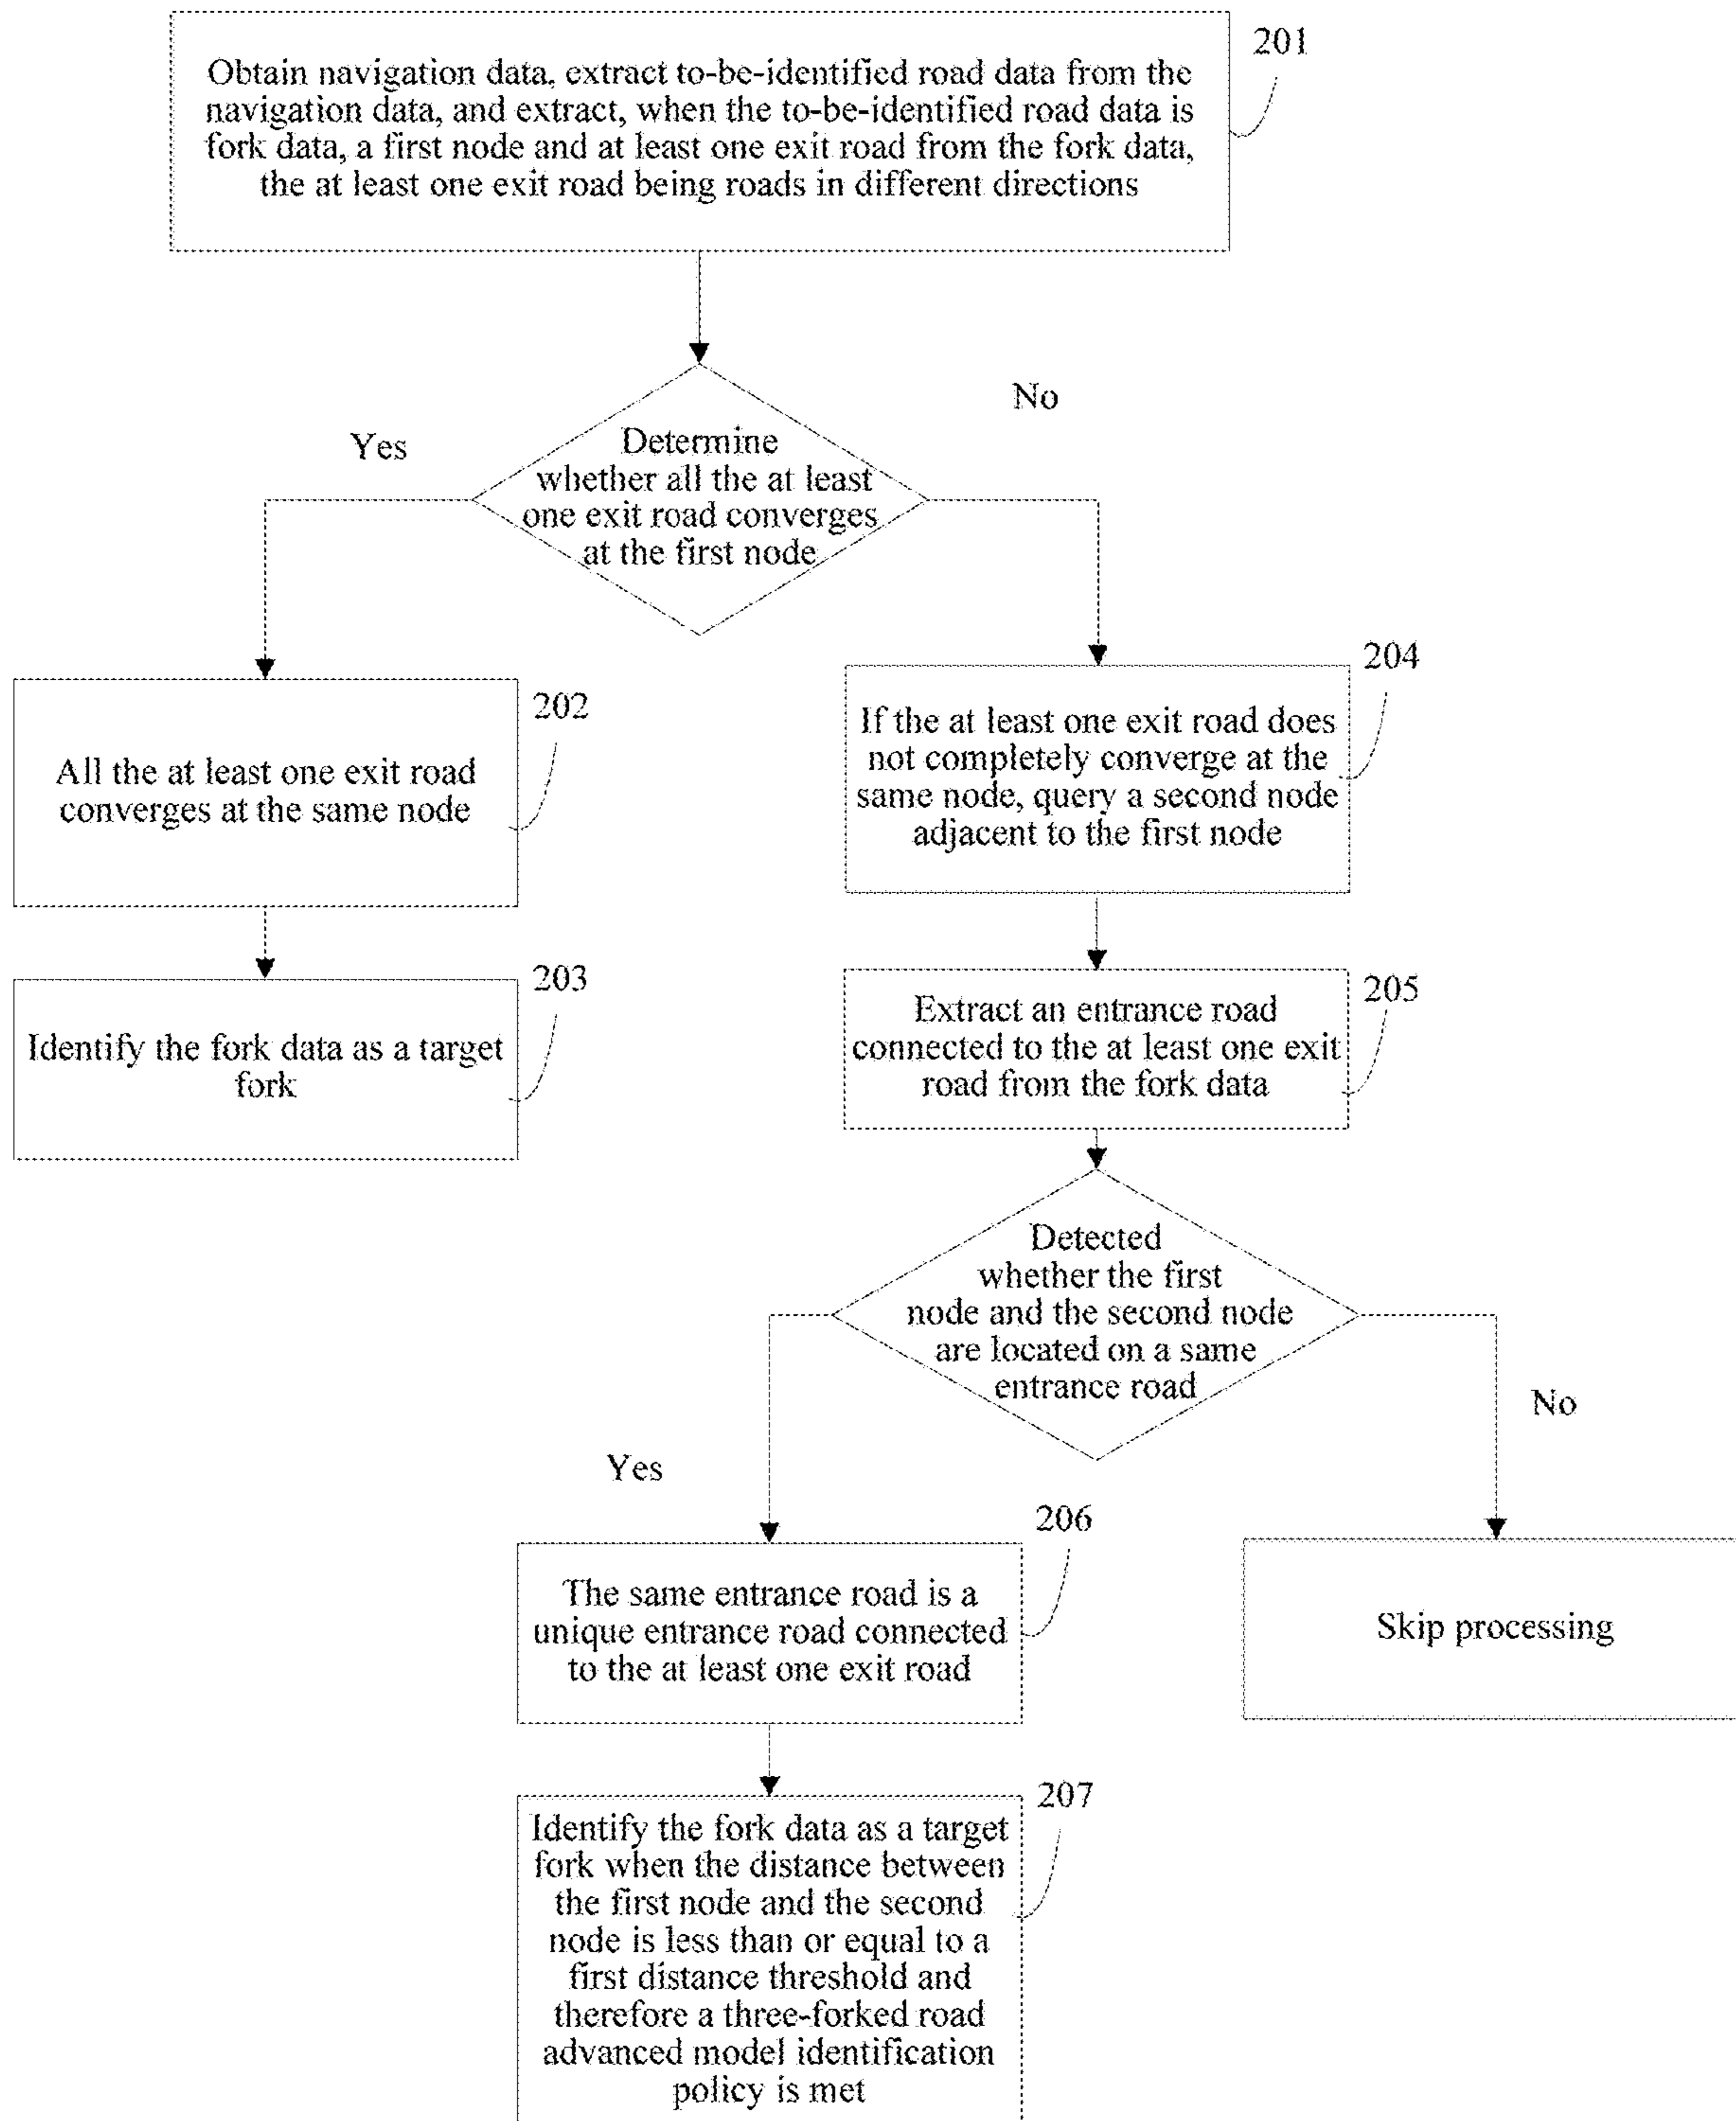 201
Obtain navigation data, extract to-be-identified road data from the
navigation data, and extract, when the to-be-identified road data is
fork data, a first node and at least one exit road from the fork data,
the at least one exit road being roads in different directions
No
Yes
Determine
whether all the at least
one exit road converges
at the first node
204
202
If the at least one exit road does
not completely converge at the
same node, query a second node
adjacent to the first node
All the at least one exit road
converges at the same node
203
205
Identify the fork data as a target
fork
Extract an entrance road
connected to the at least one exit
road from the fork data
Detected
whether the first
node and the second node
are located on a same
entrance road
No
Yes
206
The same entrance road is a
unique entrance road connected
to the at least one exit road
Skip processing
207
Identify the fork data as a target
fork when the distance between
the first node and the second
node is less than or equal to a
first distance threshold and
therefore a three-forked road
advanced model identification
policy is met